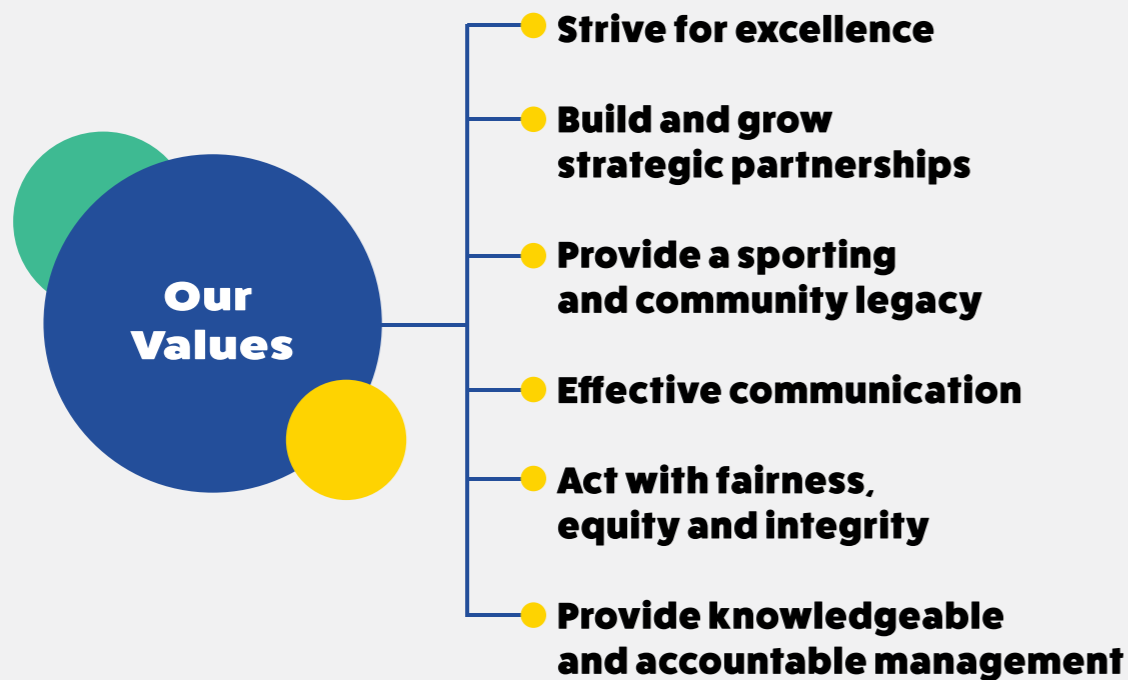 Our
Values
Strive for excellence
Build and grow
strategic partnerships
Provide a sporting
and community legacy
Effective communication
Act with fairness,
equity and integrity
Provide knowledgeable
and accountable management